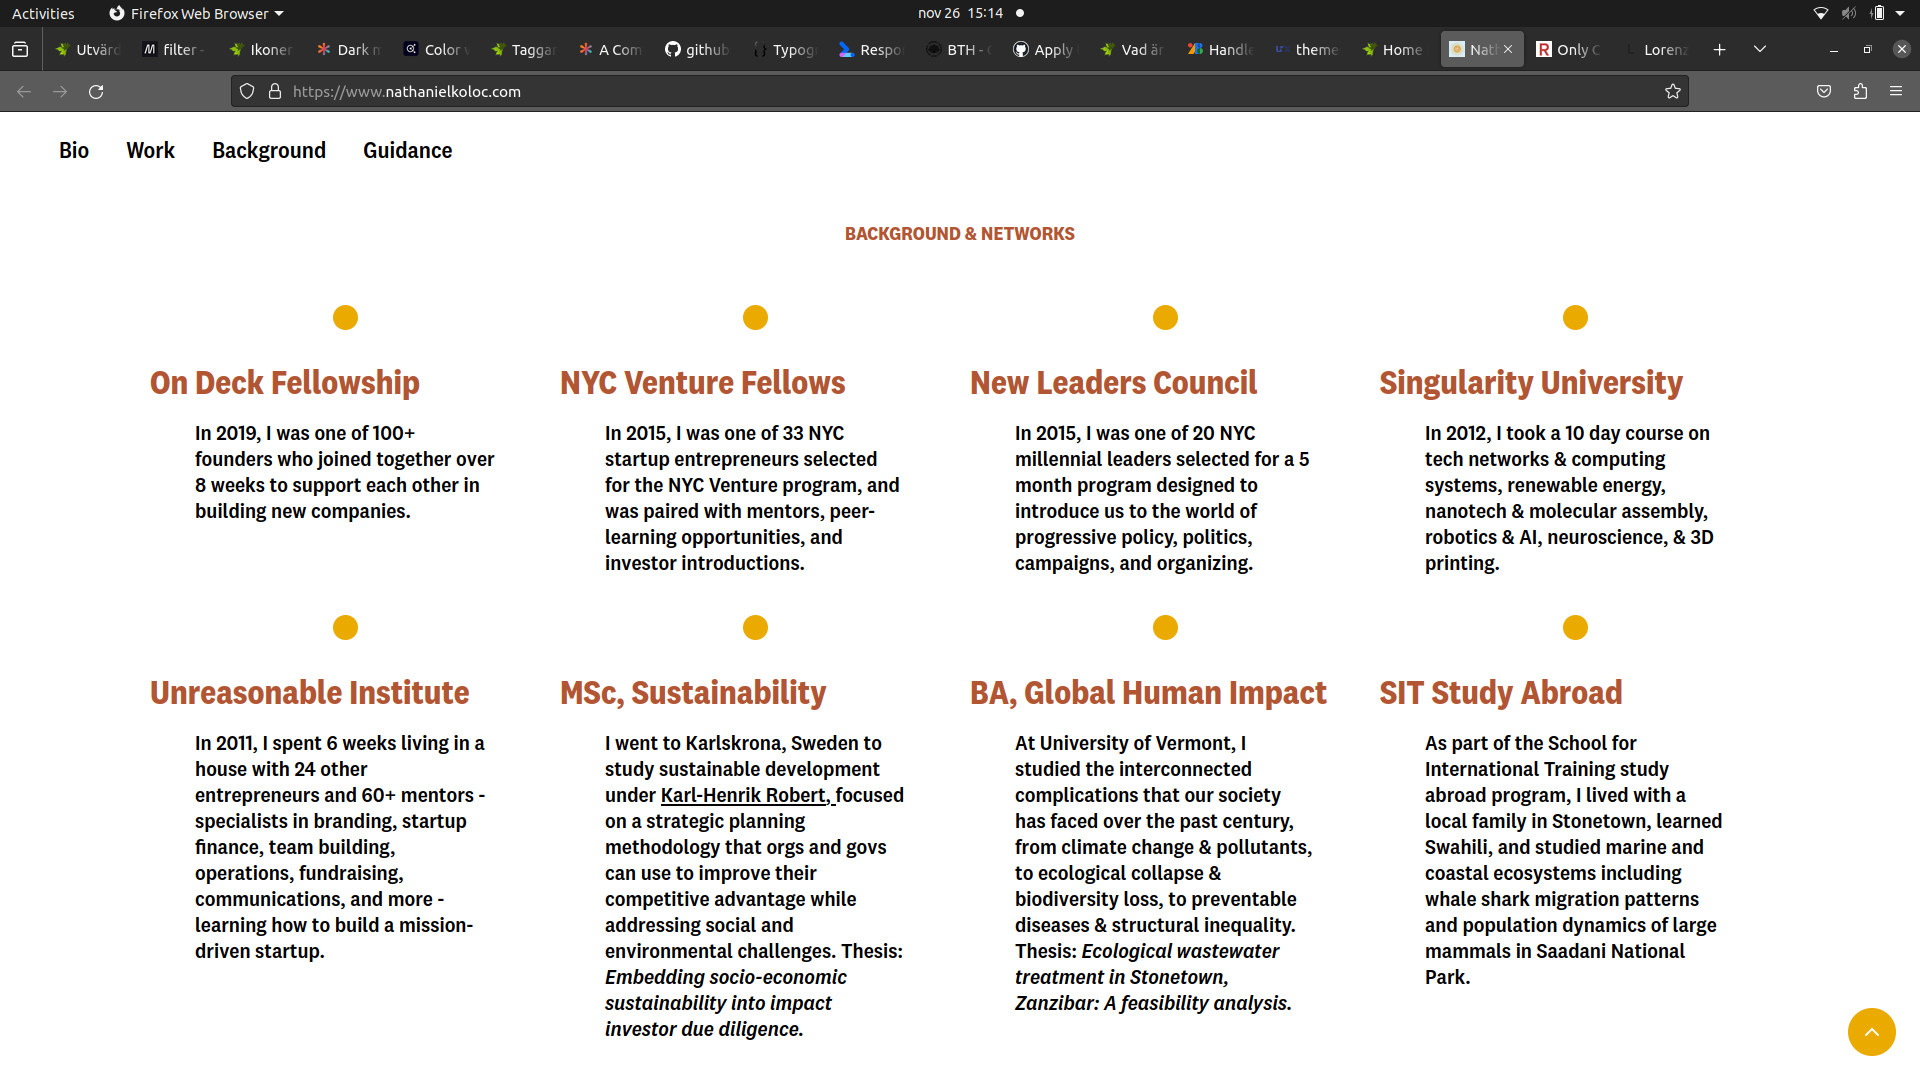 Activities Firefox Web Browser nov 26 15:14
Utvärd filter - Ikoner Dark m Color Taggar A Com github Typog Respo BTH - Apply Vad är Handle theme Home Nath Only C Lorenz
https://www.nathanielkoloc.com
Bio Work Background Guidance
BACKGROUND & NETWORKS
On Deck Fellowship
In 2019, I was one of 100+
founders who joined together over
8 weeks to support each other in
building new companies.
NYC Venture Fellows
In 2015, I was one of 33 NYC
startup entrepreneurs selected
for the NYC Venture program, and
was paired with mentors, peer-
learning opportunities, and
investor introductions.
New Leaders Council
In 2015, I was one of 20 NYC
millennial leaders selected for a 5
month program designed to
introduce us to the world of
progressive policy, politics,
campaigns, and organizing.
Singularity University
In 2012, I took a 10 day course on
tech networks & computing
systems, renewable energy,
nanotech & molecular assembly,
robotics & AI, neuroscience, & 3D
printing.
Unreasonable Institute
In 2011, I spent 6 weeks living in a
house with 24 other
entrepreneurs and 60+ mentors -
specialists in branding, startup
finance, team building,
operations, fundraising,
communications, and more -
learning how to build a mission-
driven startup.
MSc, Sustainability
I went to Karlskrona, Sweden to
study sustainable development
under Karl-Henrik Robert, focused
on a strategic planning
methodology that orgs and govs
can use to improve their
competitive advantage while
addressing social and
environmental challenges. Thesis:
Embedding socio-economic
sustainability into impact
investor due diligence.
BA, Global Human Impact
At University of Vermont, I
studied the interconnected
complications that our society
has faced over the past century,
from climate change & pollutants,
to ecological collapse &
biodiversity loss, to preventable
diseases & structural inequality.
Thesis: Ecological wastewater
treatment in Stonetown,
Zanzibar: A feasibility analysis.
SIT Study Abroad
As part of the School for
International Training study
abroad program, I lived with a
local family in Stonetown, learned
Swahili, and studied marine and
coastal ecosystems including
whale shark migration patterns
and population dynamics of large
mammals in Saadani National
Park.